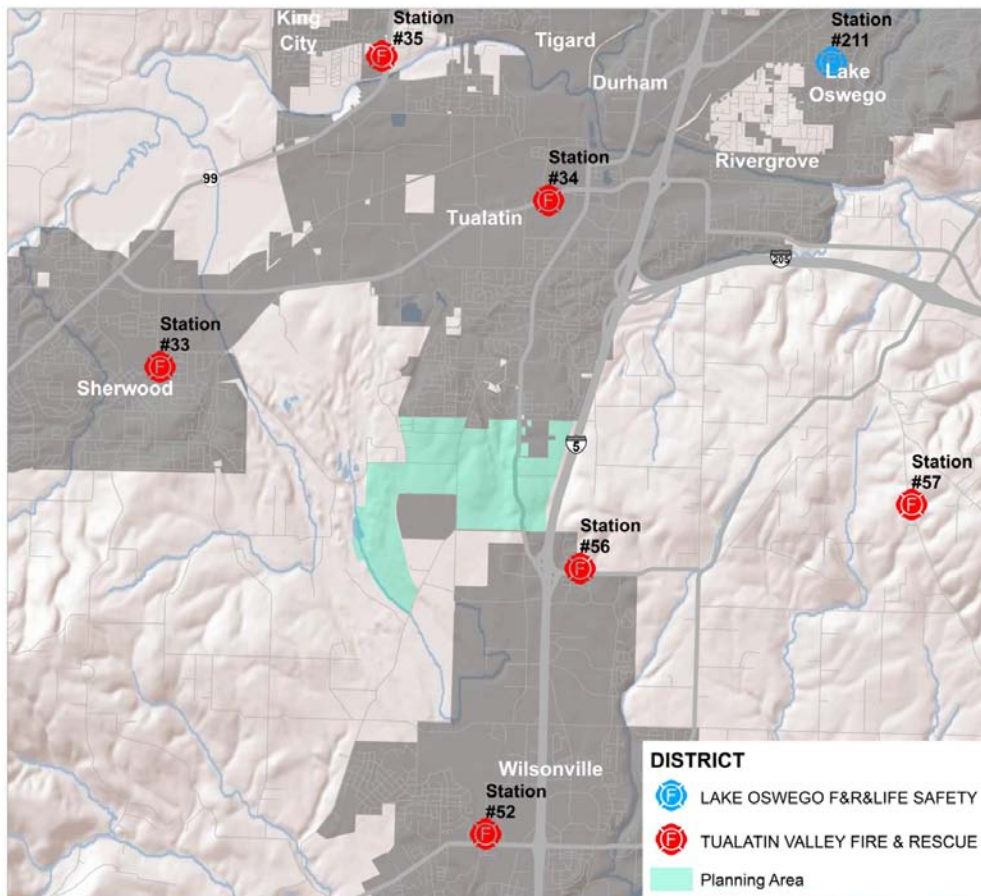 King
City
Station
#35
Tigard
Station
#211
Lake
Oswego
Durham
Rivergrove
99
Station
#34
Tualatin
205
Station
#33
Sherwood
5
Station
#57
Station
#56
Wilsonville
Station
#52
DISTRICT
F LAKE OSWEGO F&R&LIFE SAFETY
F TUALATIN VALLEY FIRE & RESCUE
Planning Area